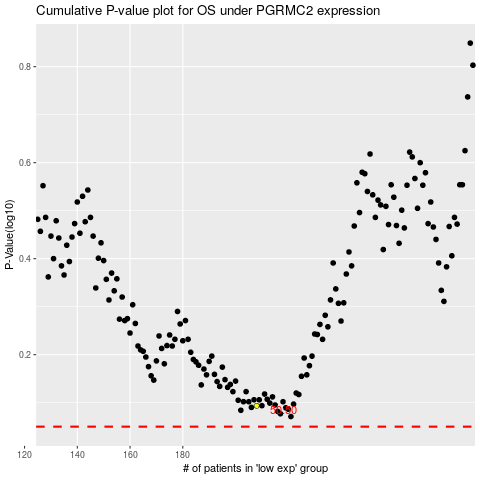 Cumulative P-value plot for OS under PGRMC2 expression
P-Value(log10)
0.8
0.6
0.4
0.2
120
140
160
180
# of patients in 'low exp' group